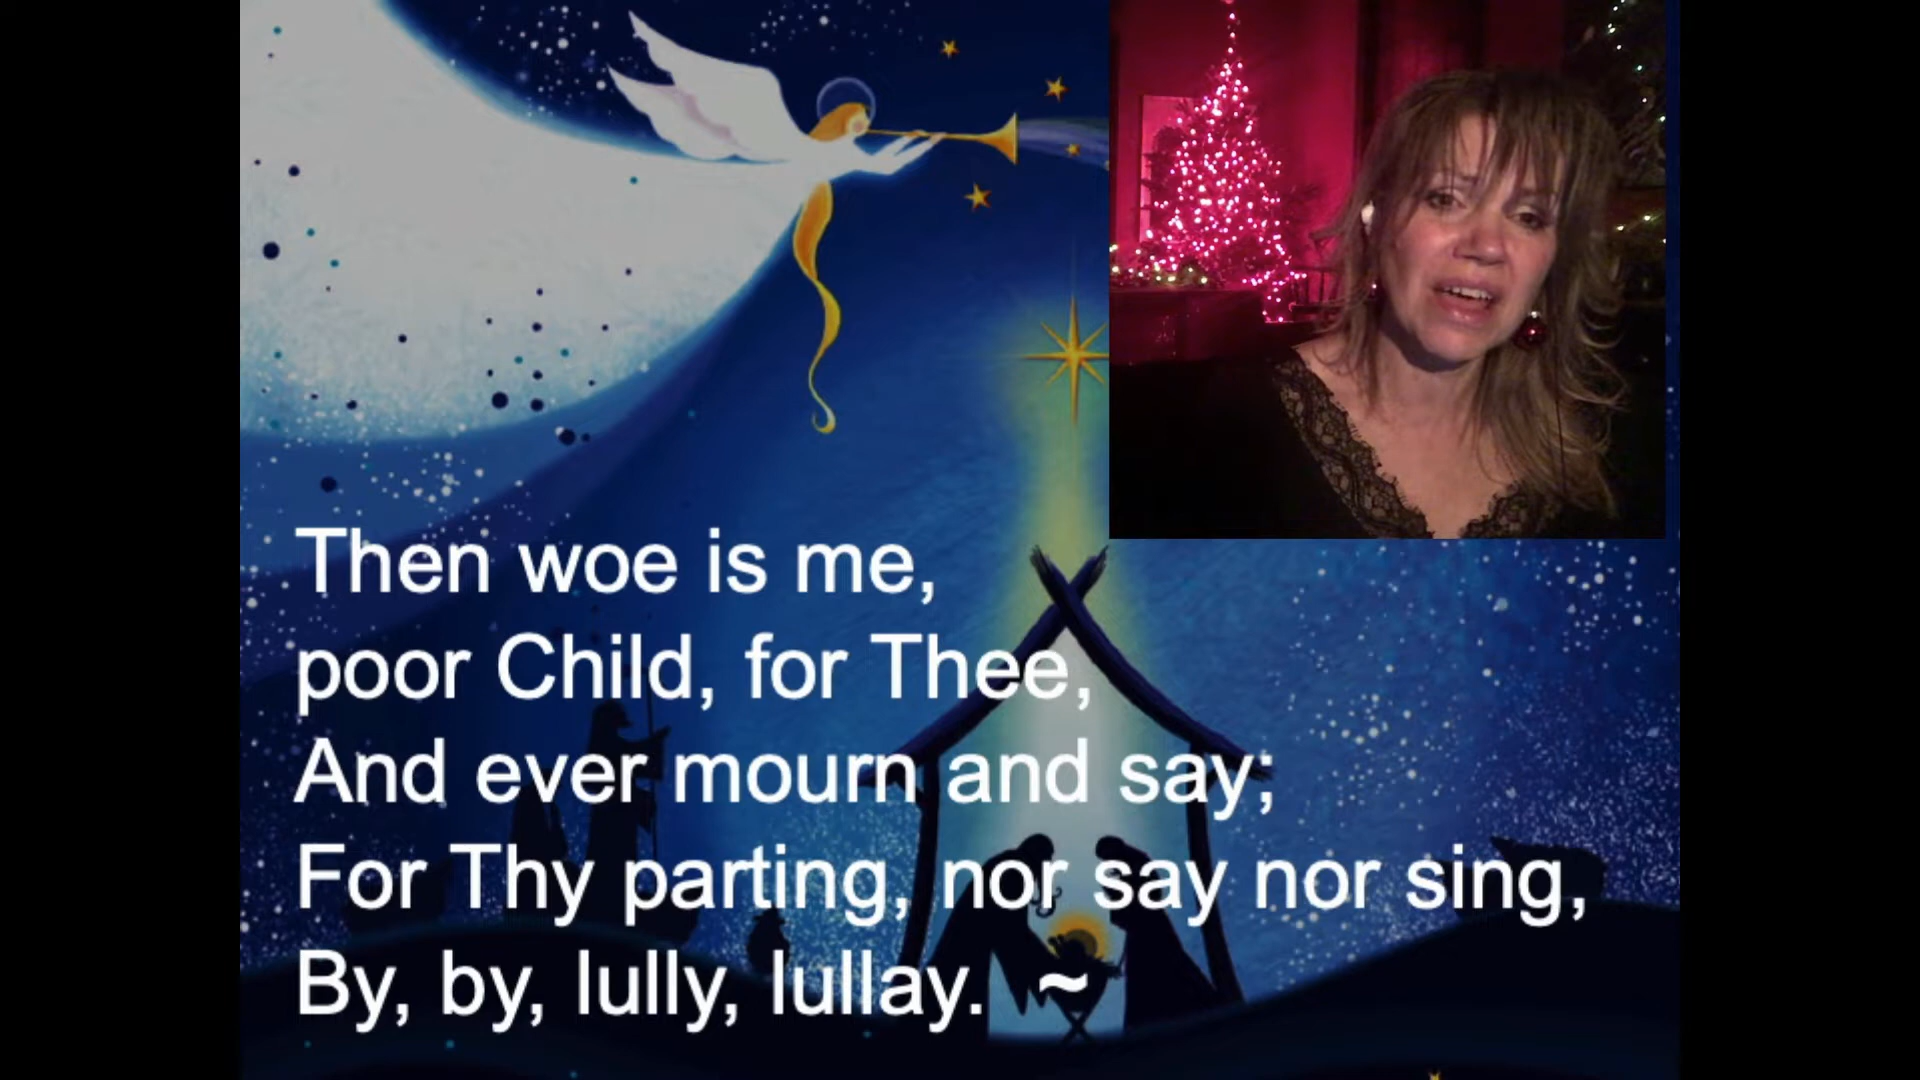 Then woe is me,
poor Child, for Thee,
And ever mourn and say;
For Thy parting, nor say nor sing,
By, by, lully, lullay. ~